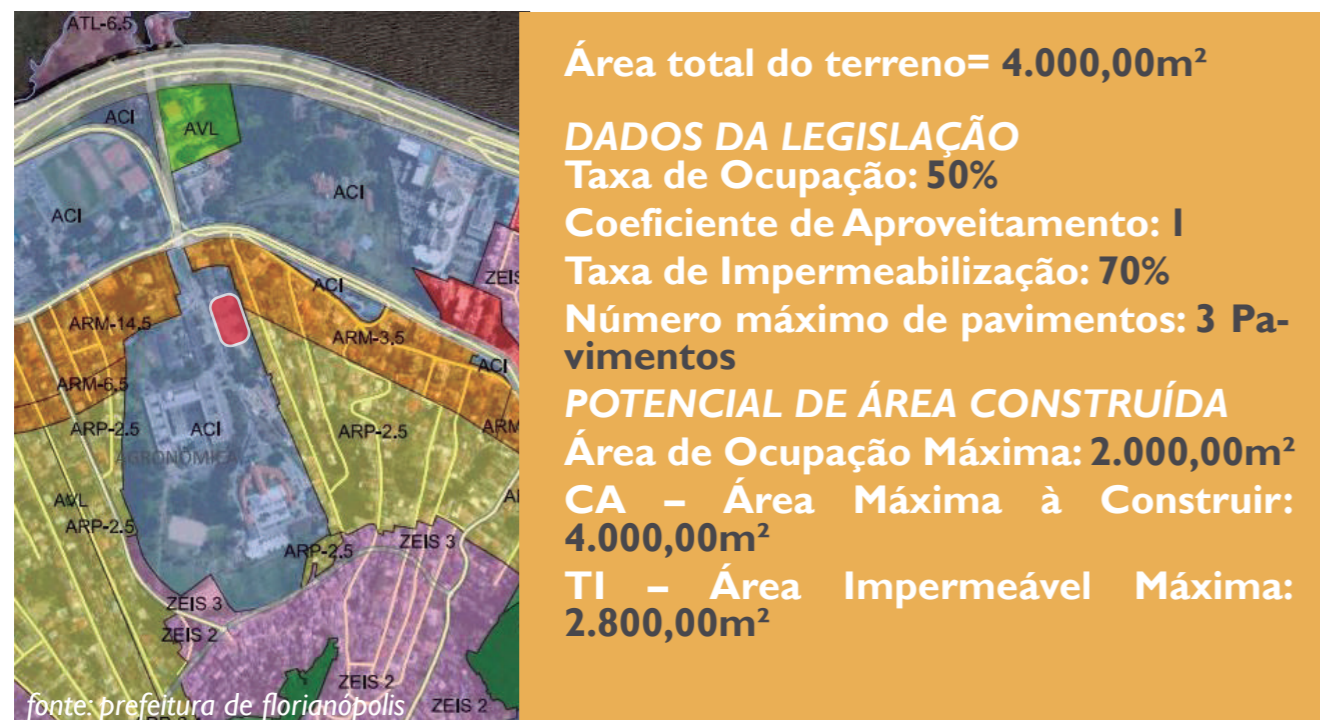 ATL-6.5
ACI
AVL
ACI
ACI
ZEIS
ACI
ARM-14.5
ARM-3.5
ACI
ARM-6.5
ARP-2.5
ACI
ARP-2.5
ARM
AGRONÔMICA
AVL
ARP-2.5
ARP-2.5
ZEIS 3
ZEIS 3
ZEIS 2
ZEIS 2
ZEIS 2
fonte: prefeitura de florianópolis
Área total do terreno= 4.000,00m²
DADOS DA LEGISLAÇÃO
Taxa de Ocupação: 50%
Coeficiente de Aproveitamento: 1
Taxa de Impermeabilização: 70%
Número máximo de pavimentos: 3 Pa-
vimentos
POTENCIAL DE ÁREA CONSTRUÍDA
Área de Ocupação Máxima: 2.000,00m²
CA – Área Máxima à Construir:
4.000,00m²
TI – Área Impermeável Máxima:
2.800,00m²